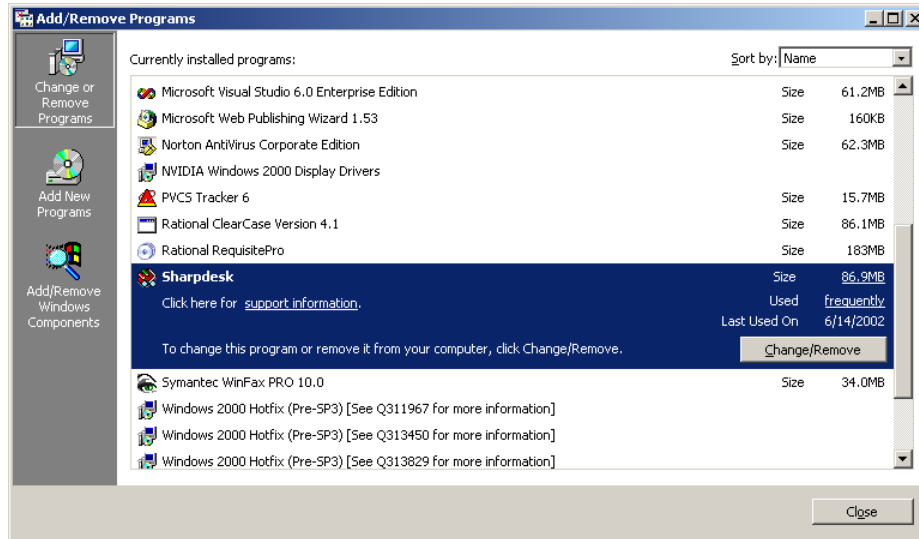 Add/Remove Programs
Change or
Remove
Programs
Add New
Programs
Add/Remove
Windows
Components
Currently installed programs:
Sort by: Name
Microsoft Visual Studio 6.0 Enterprise Edition Size 61.2MB
Microsoft Web Publishing Wizard 1.53 Size 160KB
Norton AntiVirus Corporate Edition Size 62.3MB
NVIDIA Windows 2000 Display Drivers
PVCS Tracker 6 Size 15.7MB
Rational ClearCase Version 4.1 Size 86.1MB
Rational RequisitePro Size 183MB
Sharpdesk Size 86.9MB
Click here for support information. Used frequently
Last Used On 6/14/2002
To change this program or remove it from your computer, click Change/Remove. Change/Remove
Symantec WinFax PRO 10.0 Size 34.0MB
Windows 2000 Hotfix (Pre-SP3) [See Q311967 for more information]
Windows 2000 Hotfix (Pre-SP3) [See Q313450 for more information]
Windows 2000 Hotfix (Pre-SP3) [See Q313829 for more information]
Close